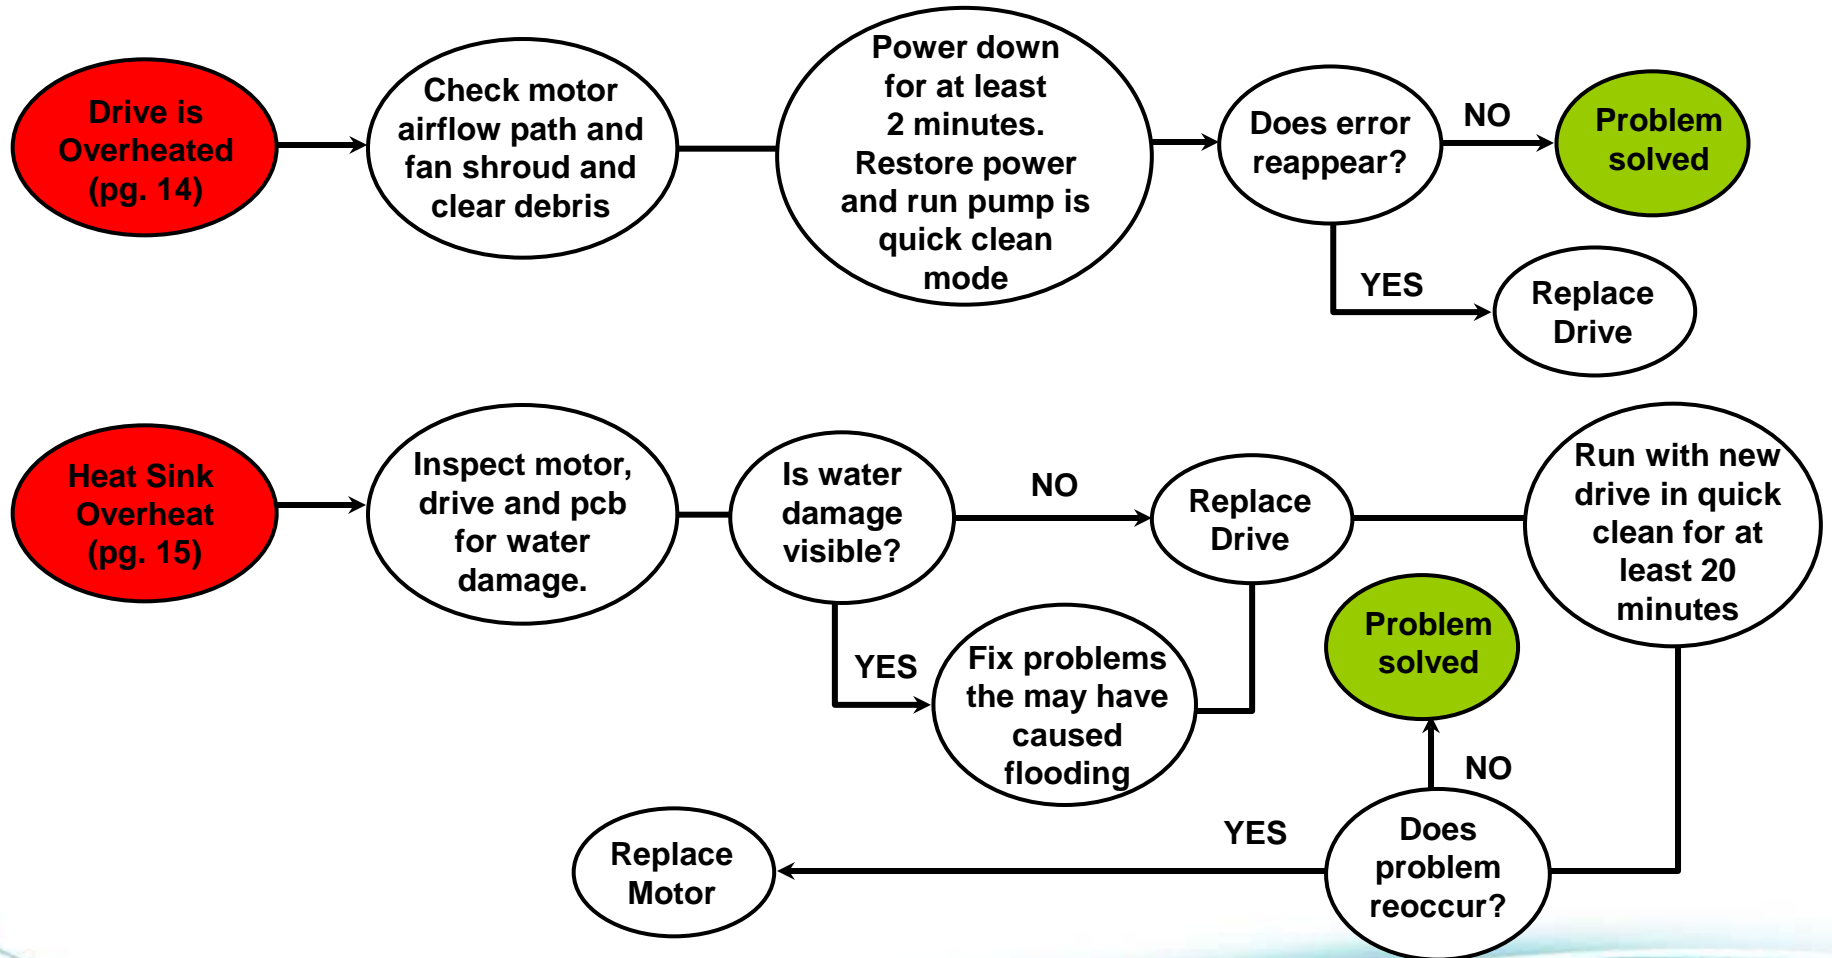 Drive is
Overheated
(pg. 14)
Check motor
airflow path and
fan shroud and
clear debris
Power down
for at least
2 minutes.
Restore power
and run pump is
quick clean
mode
Does error
reappear?
NO
Problem
solved
YES
Replace
Drive
Heat Sink
Overheat
(pg. 15)
Inspect motor,
drive and pcb
for water
damage.
Is water
damage
visible?
NO
Replace
Drive
Run with new
drive in quick
clean for at
least 20
minutes
YES
Fix problems
the may have
caused
flooding
Problem
solved
NO
Does
problem
reoccur?
YES
Replace
Motor